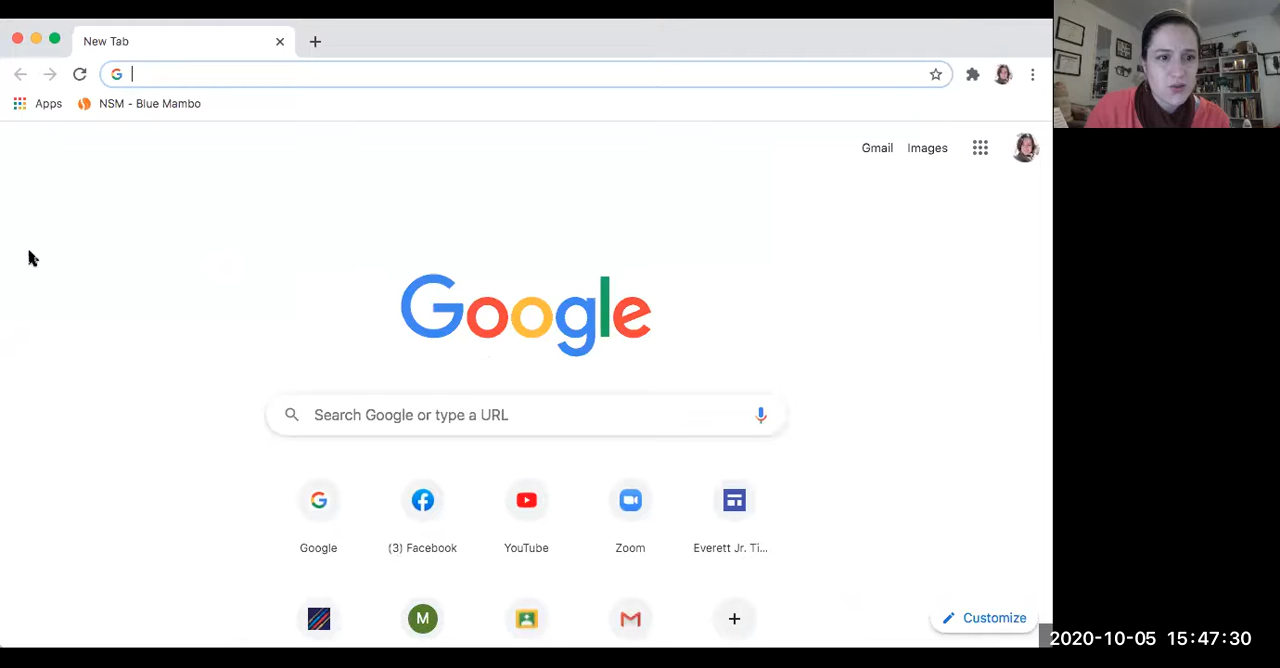 New Tab
Apps
NSM - Blue Mambo
Gmail
Images
Google
Search Google or type a URL
Google
(3) Facebook
YouTube
Zoom
Everett Jr. Ti...
M
Customize
2020-10-05 15:47:30